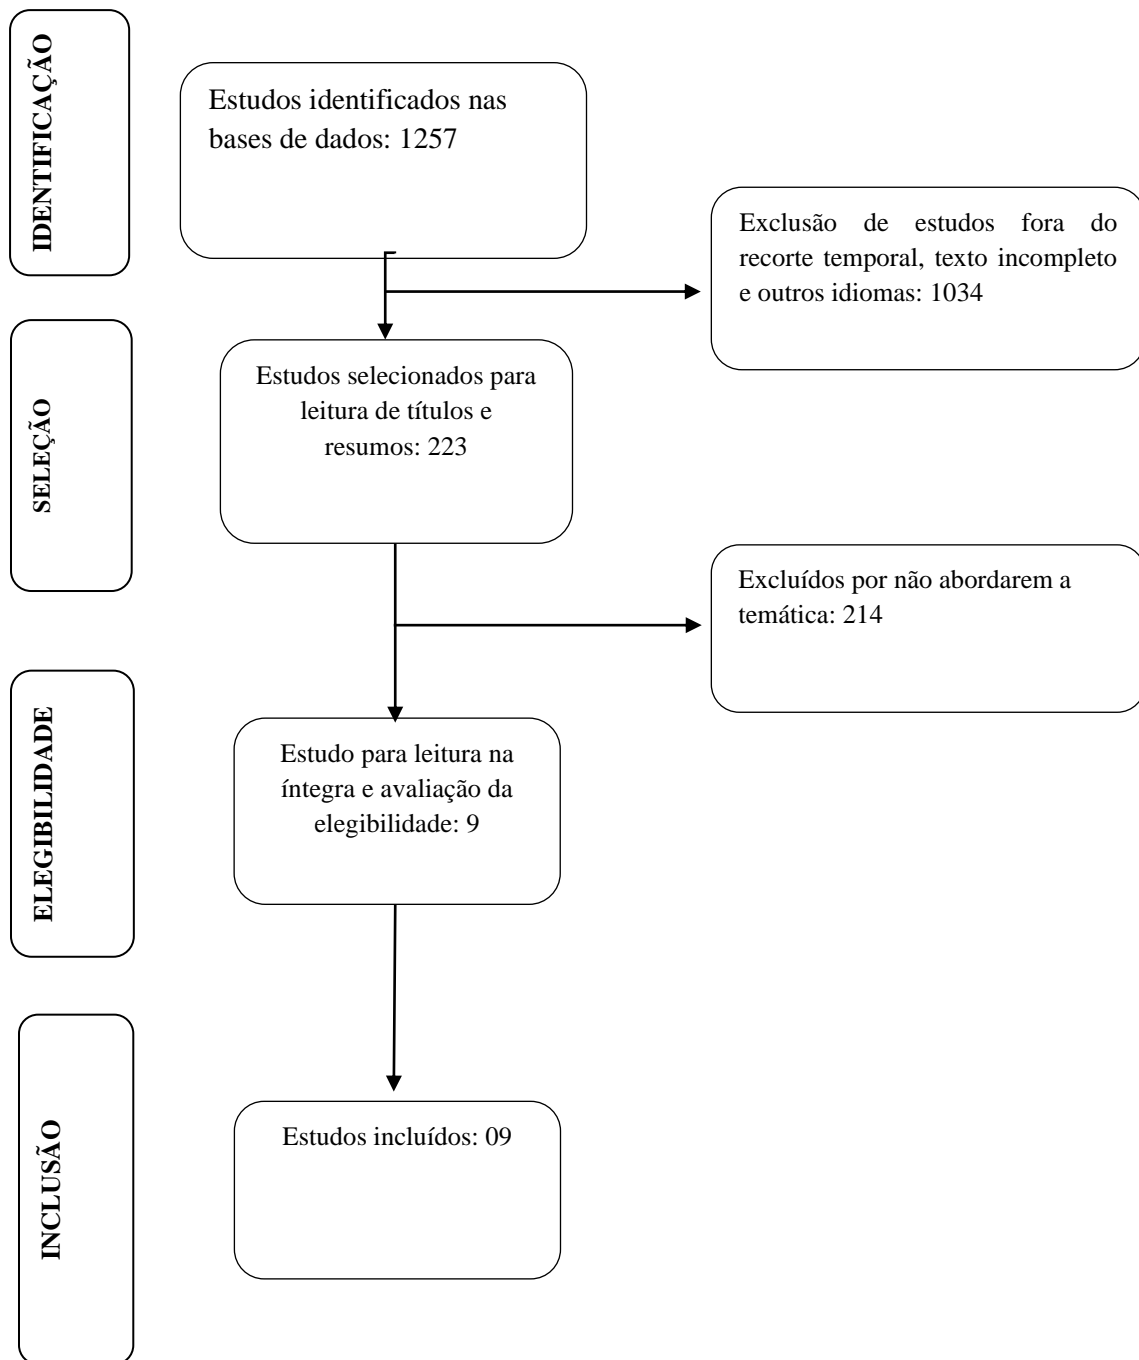 IDENTIFICAÇÃO
Estudos identificados nas
bases de dados: 1257
Exclusão de estudos fora do
recorte temporal, texto incompleto
e outros idiomas: 1034
SELEÇÃO
Estudos selecionados para
leitura de títulos e
resumos: 223
Excluídos por não abordarem a
temática: 214
ELEGIBILIDADE
Estudo para leitura na
íntegra e avaliação da
elegibilidade: 9
INCLUSÃO
Estudos incluídos: 09